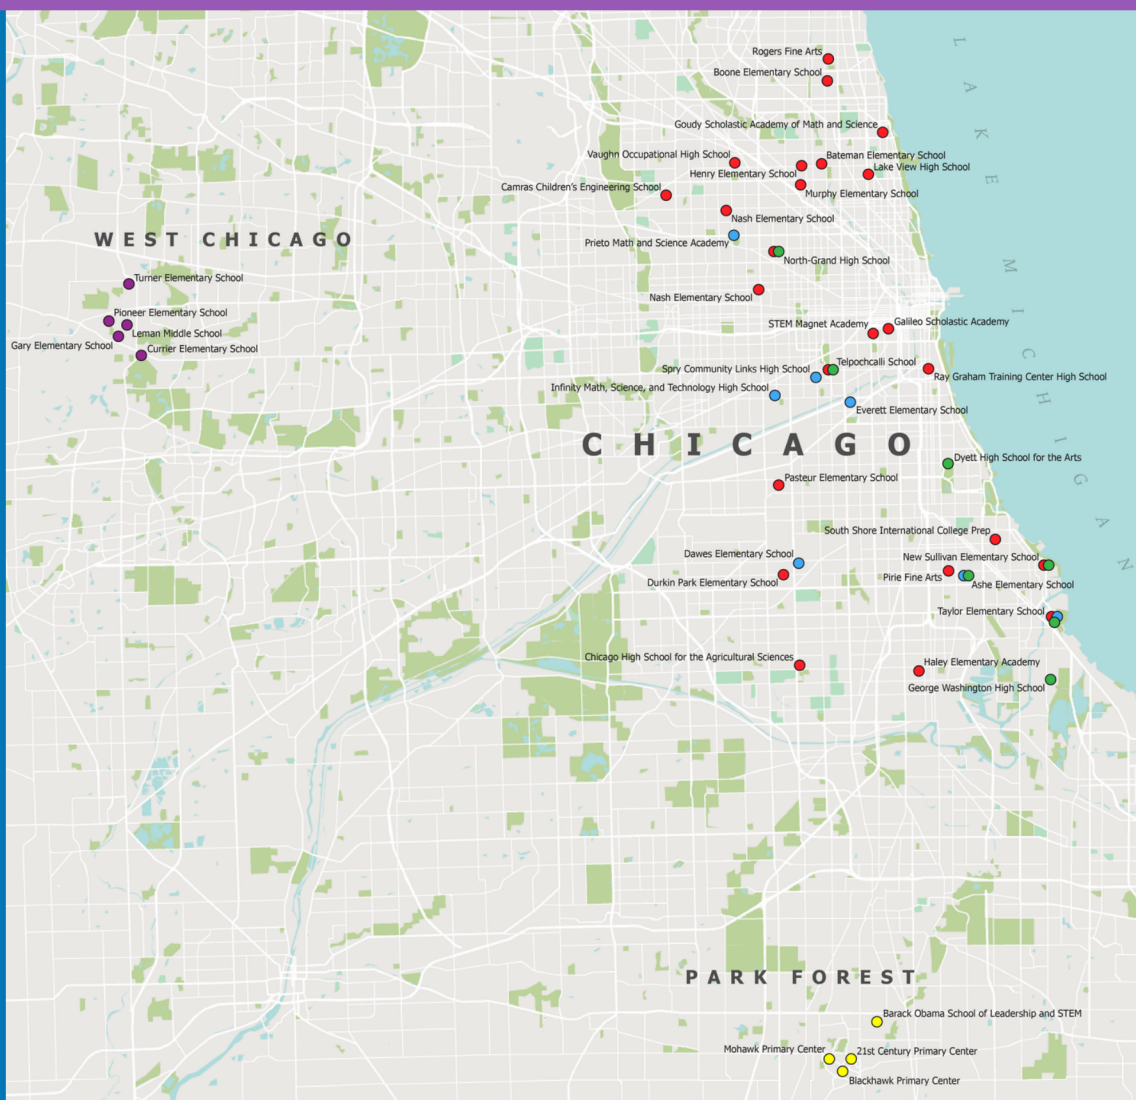 Rogers Fine Arts
Boone Elementary School
Goudy Scholastic Academy of Math and Science
Vaughn Occupational High School
Bateman Elementary School
Henry Elementary School
Lake View High School
Camras Children's Engineering School
Murphy Elementary School
Nash Elementary School
WEST CHICAGO
Prieto Math and Science Academy
North-Grand High School
Turner Elementary School
Nash Elementary School
Pioneer Elementary School
STEM Magnet Academy
Galileo Scholastic Academy
Leman Middle School
Gary Elementary School
Currier Elementary School
Telpochcalli School
Spry Community Links High School
Ray Graham Training Center High School
Infinity Math, Science, and Technology High School
Everett Elementary School
CHICAGO
LAKE MICHIGAN
Dyett High School for the Arts
Pasteur Elementary School
South Shore International College Prep
Dawes Elementary School
New Sullivan Elementary School
Durkin Park Elementary School
Pirie Fine Arts
Ashe Elementary School
Taylor Elementary School
Chicago High School for the Agricultural Sciences
Haley Elementary Academy
George Washington High School
PARK FOREST
Barack Obama School of Leadership and STEM
Mohawk Primary Center
21st Century Primary Center
Blackhawk Primary Center